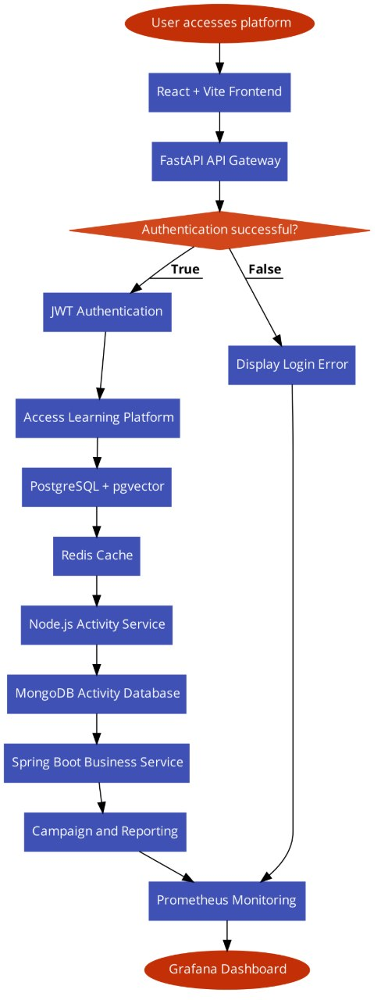 User accesses platform
React + Vite Frontend
FastAPI API Gateway
Authentication successful?
True
False
JWT Authentication
Display Login Error
Access Learning Platform
PostgreSQL + pgvector
Redis Cache
Node.js Activity Service
MongoDB Activity Database
Spring Boot Business Service
Campaign and Reporting
Prometheus Monitoring
Grafana Dashboard